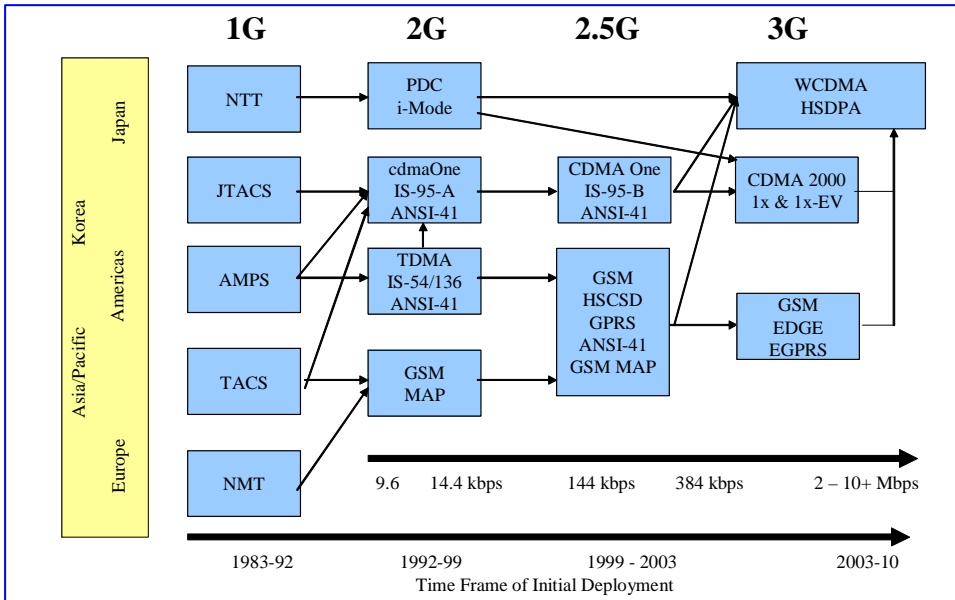 1G
2G
2.5G
3G
Japan
Korea
Americas
Asia/Pacific
Europe
NTT
JTACS
AMPS
TACS
NMT
PDC
i-Mode
cdmaOne
IS-95-A
ANSI-41
TDMA
IS-54/136
ANSI-41
GSM
MAP
CDMA One
IS-95-B
ANSI-41
GSM
HSCSD
GPRS
ANSI-41
GSM MAP
WCDMA
HSDPA
CDMA 2000
1x & 1x-EV
GSM
EDGE
EGPRS
9.6
14.4 kbps
144 kbps
384 kbps
2 – 10+ Mbps
1983-92
1992-99
1999 - 2003
2003-10
Time Frame of Initial Deployment